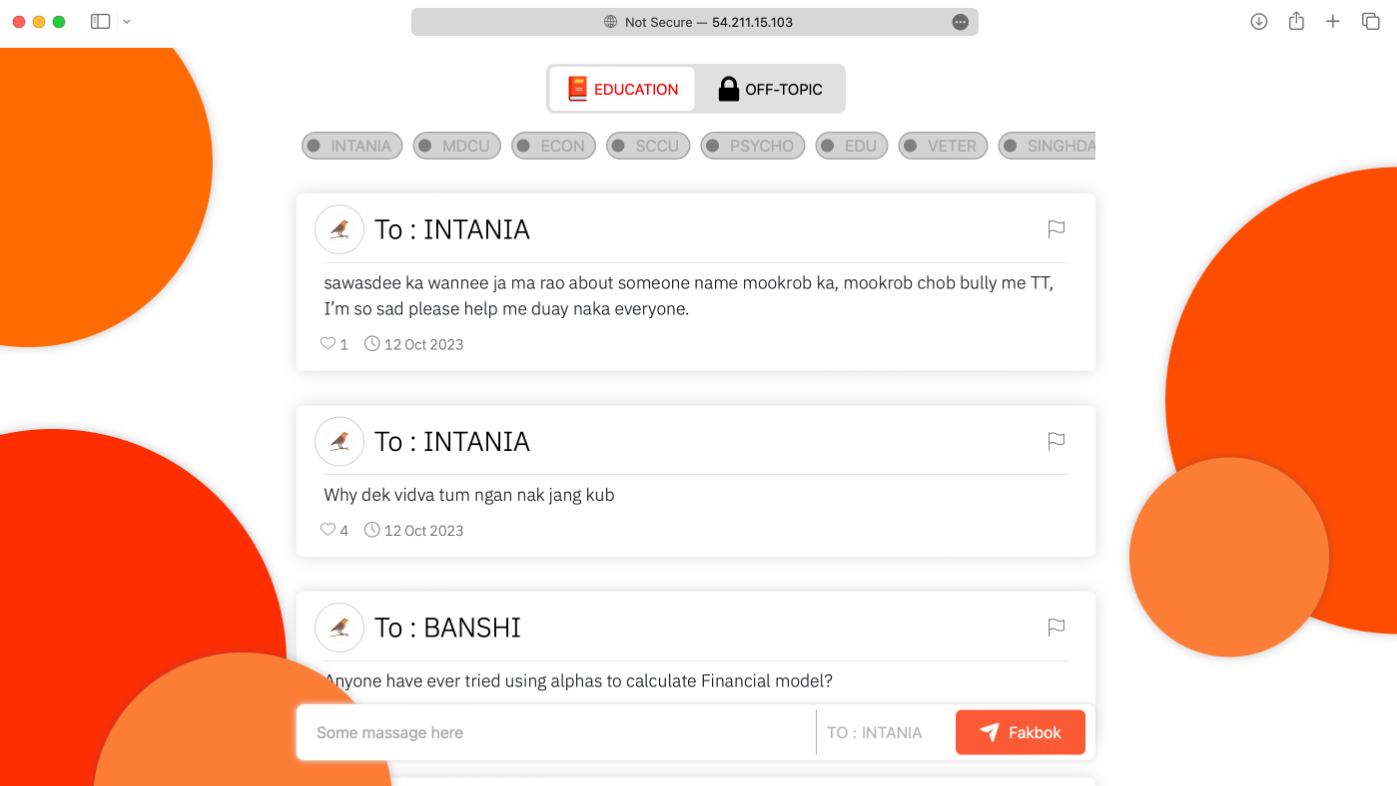 Not Secure — 54.211.15.103
EDUCATION OFF-TOPIC
INTANIA MDCU ECON SCCU PSYCHO EDU VETER SINGHDA
To : INTANIA
sawasdee ka wannee ja ma rao about someone name mookrob ka, mookrob chob bully me TT,
I'm so sad please help me duay naka everyone.
1 12 Oct 2023
To : INTANIA
Why dek vidva tum ngan nak jang kub
4 12 Oct 2023
To : BANSHI
Anyone have ever tried using alphas to calculate Financial model?
Some massage here TO : INTANIA Fakbok